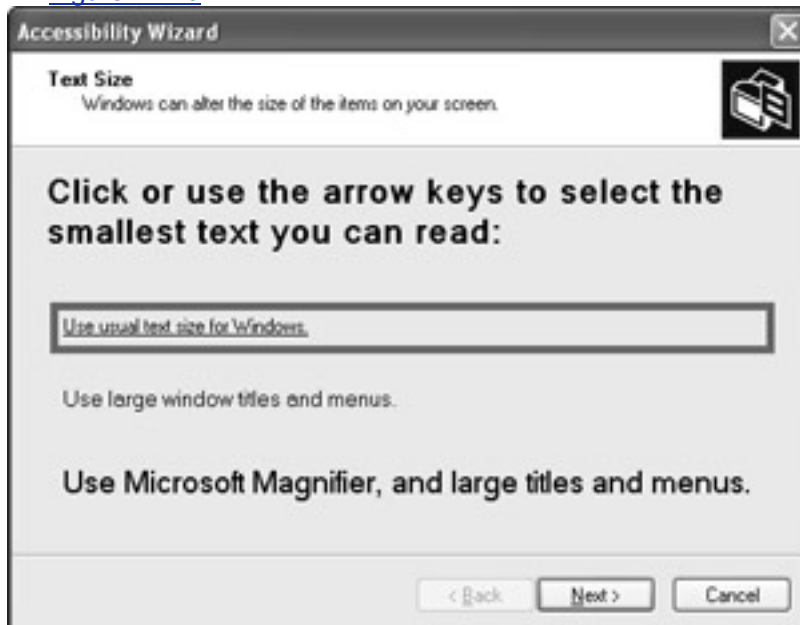 Accessibility Wizard
Text Size
Windows can alter the size of the items on your screen.
Click or use the arrow keys to select the
smallest text you can read:
Use usual text size for Windows.
Use large window titles and menus.
Use Microsoft Magnifier, and large titles and menus.
< Back Next > Cancel